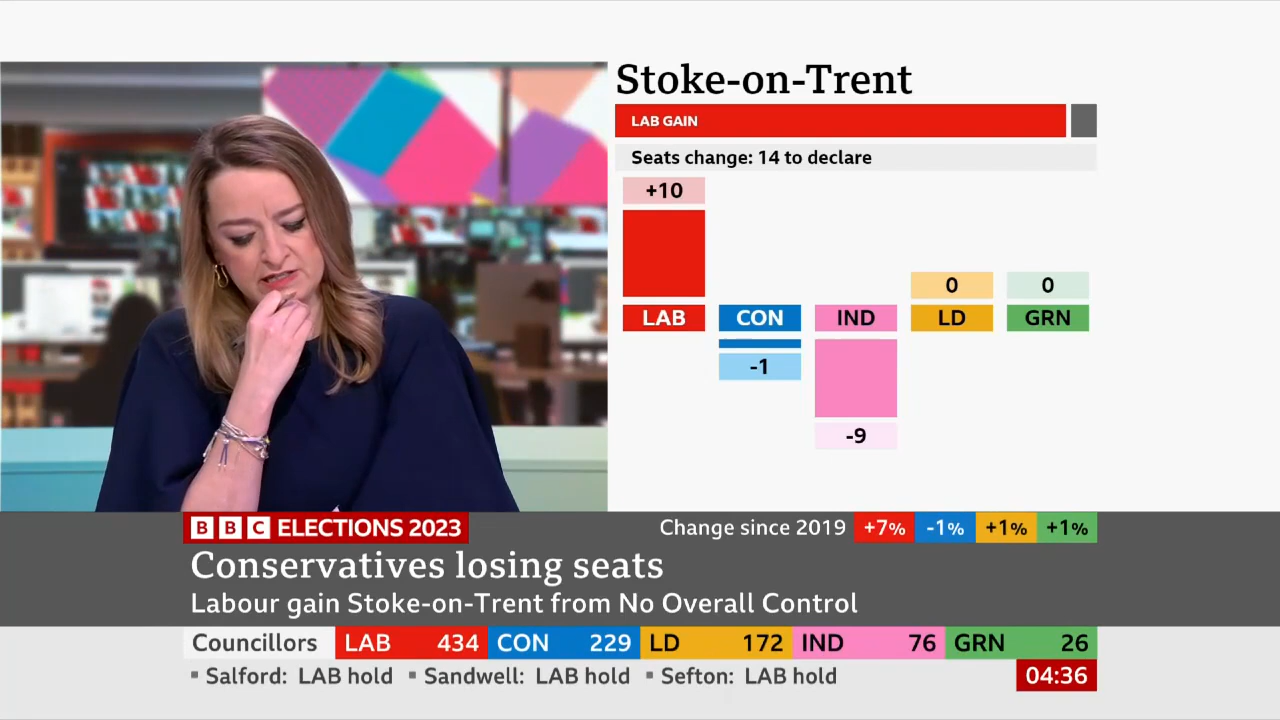 Stoke-on-Trent
LAB GAIN
Seats change: 14 to declare
+10
0 0
LAB CON IND LD GRN
-1
-9
BBC ELECTIONS 2023
Change since 2019 +7% -1% +1% +1%
Conservatives losing seats
Labour gain Stoke-on-Trent from No Overall Control
Councillors LAB 434 CON 229 LD 172 IND 76 GRN 26
▪ Salford: LAB hold ▪ Sandwell: LAB hold ▪ Sefton: LAB hold 04:36